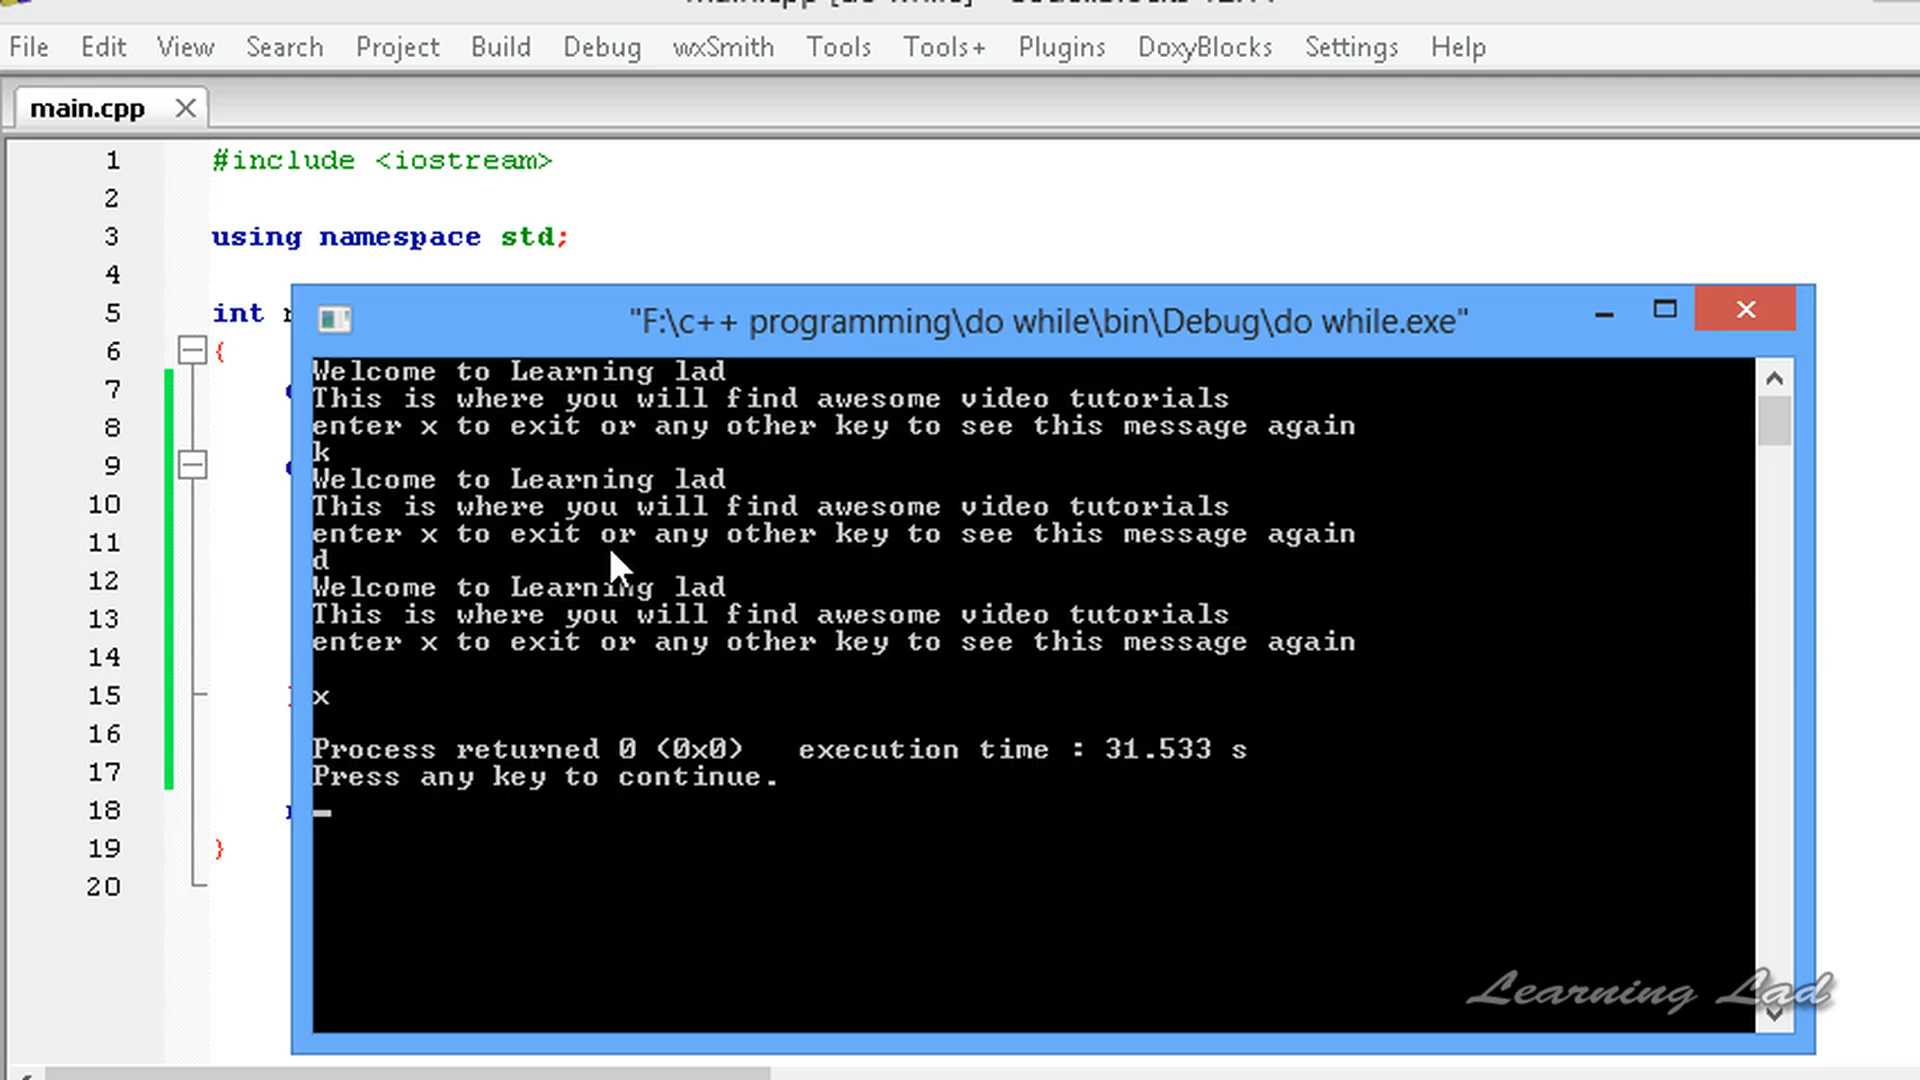 File Edit View Search Project Build Debug wxSmith Tools Tools+ Plugins DoxyBlocks Settings Help
main.cpp
1 #include <iostream>
2
3 using namespace std;
4
5 int
6 {
7
8
9
10
11
12
13
14
15
16
17
18
19 }
20
"F:\c++ programming\do while\bin\Debug\do while.exe"
Welcome to Learning lad
This is where you will find awesome video tutorials
enter x to exit or any other key to see this message again
k
Welcome to Learning lad
This is where you will find awesome video tutorials
enter x to exit or any other key to see this message again
d
Welcome to Learning lad
This is where you will find awesome video tutorials
enter x to exit or any other key to see this message again
x
Process returned 0 (0x0) execution time : 31.533 s
Press any key to continue.
Learning Lad